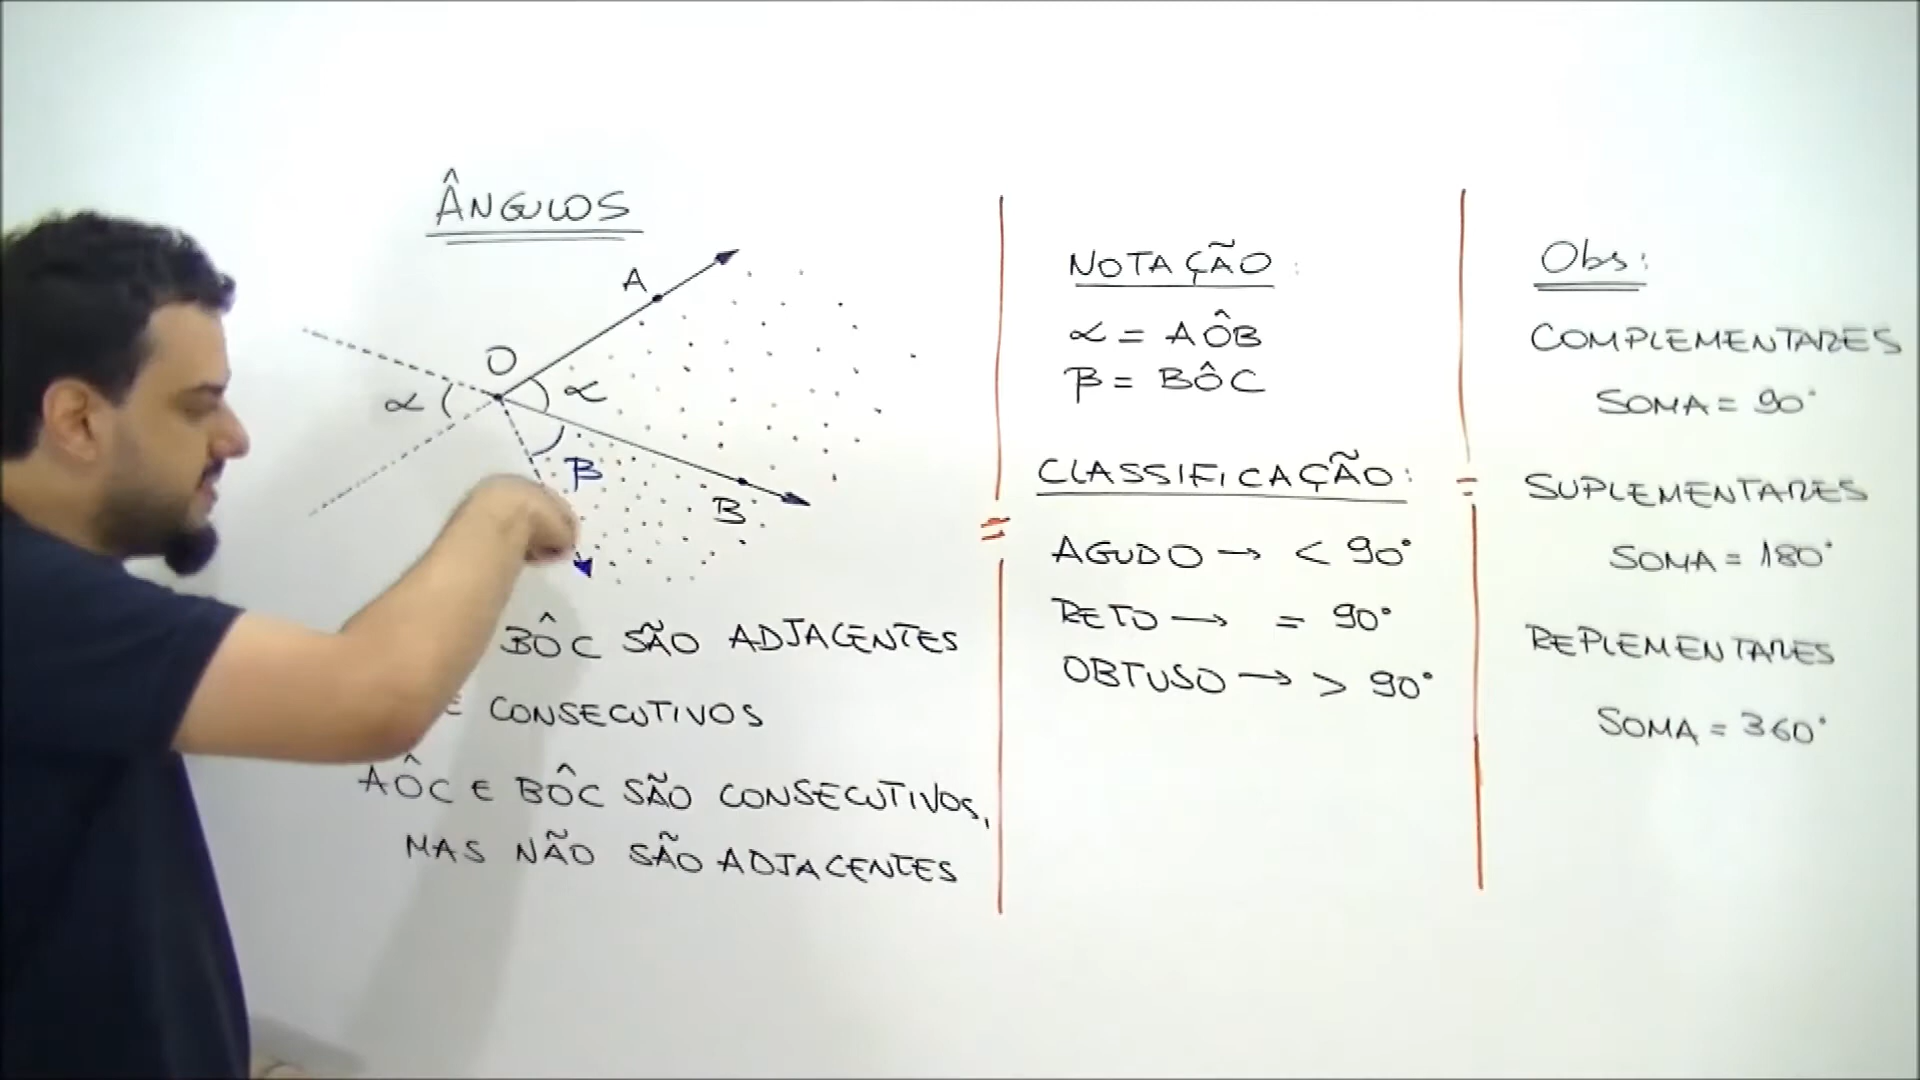 ÂNGULOS
A
O
α
α
β
B
BÔC SÃO ADJACENTES
E CONSECUTIVOS
AÔC E BÔC SÃO CONSECUTIVOS,
MAS NÃO SÃO ADJACENTES
NOTAÇÃO:
α = AÔB
β = BÔC
CLASSIFICAÇÃO:
AGUDO → < 90°
RETO → = 90°
OBTUSO → > 90°
Obs:
COMPLEMENTARES
SOMA = 90°
SUPLEMENTARES
SOMA = 180°
REPLEMENTARES
SOMA = 360°